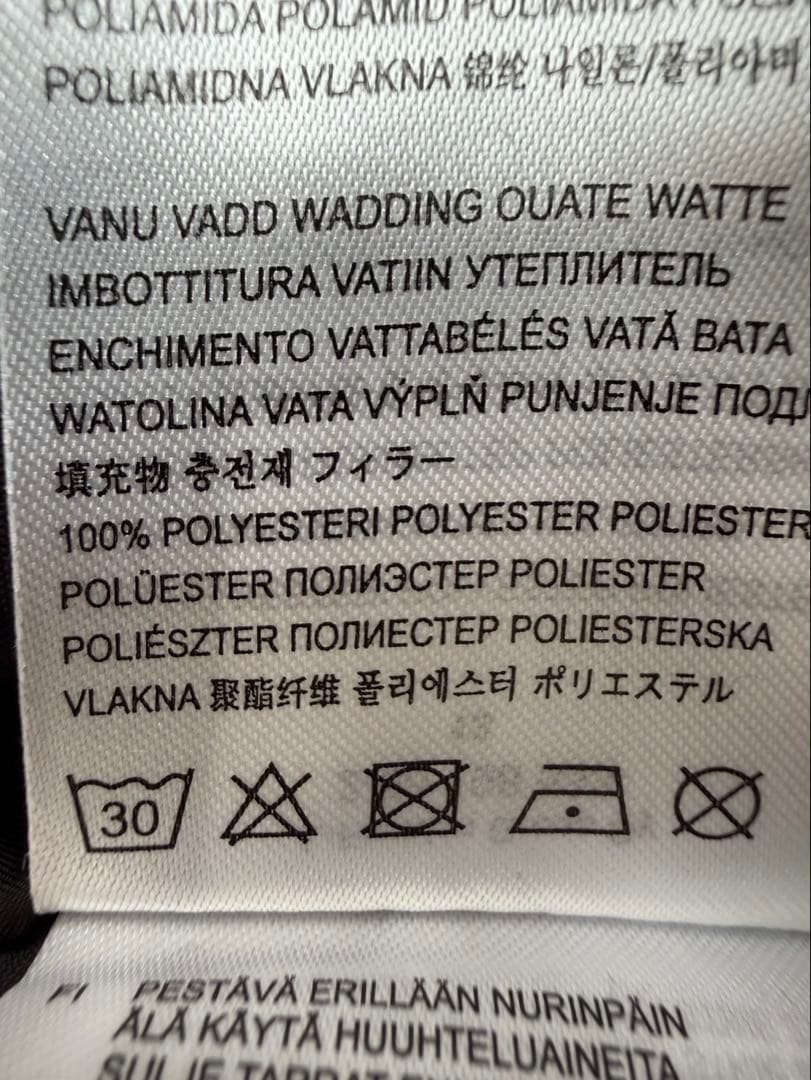 POLIAMIDA POLAMID POLIAMIDA
POLIAMIDNA VLAKNA 锦纶 나일론/폴리아미
VANU VADD WADDING OUATE WATTE
IMBOTTITURA VATIIN УТЕПЛИТЕЛЬ
ENCHIMENTO VATTABÉLÉS VATĂ BATA
WATOLINA VATA VÝPLŇ PUNJENJE
填充物 충전재 フィラー
100% POLYESTERI POLYESTER POLIESTER
POLÜESTER ПОЛИЭСТЕР POLIESTER
POLIÉSZTER ПОЛИЕСТЕР POLIESTERSKA
VLAKNA 聚酯纤维 폴리에스터 ポリエステル
30
FI PESTÄVÄ ERILLÄÄN NURINPÄIN
ÄLÄ KÄYTÄ HUUHTELUAINEITA